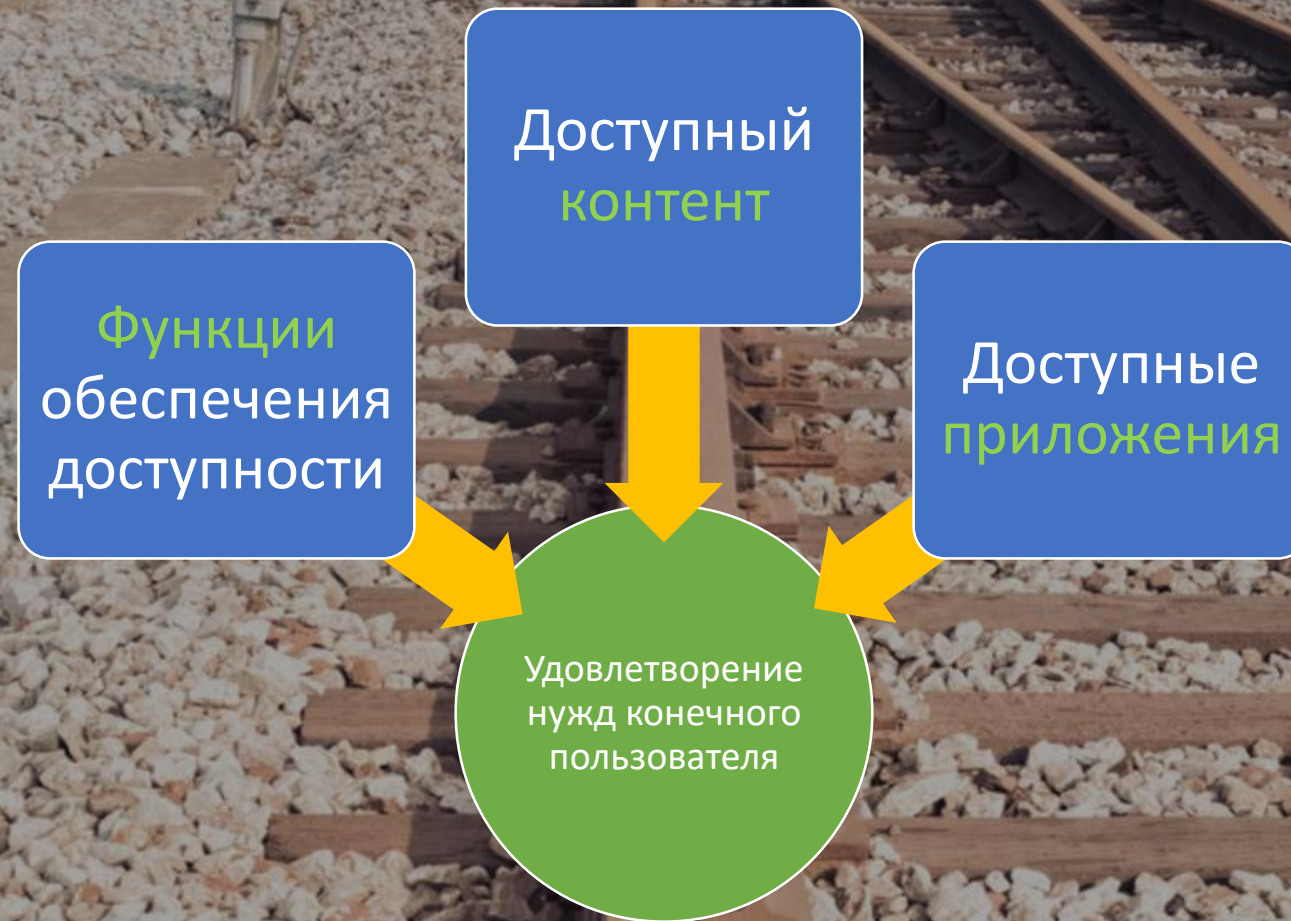 Доступный
контент
Функции
обеспечения
доступности
Доступные
приложения
Удовлетворение
нужд конечного
пользователя